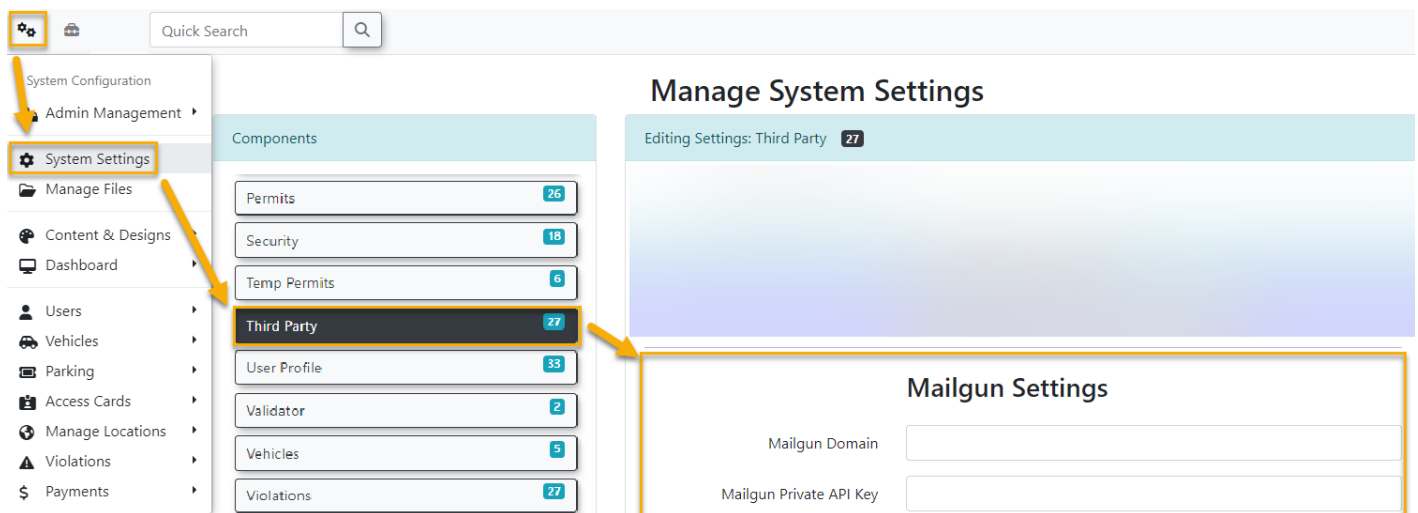 Quick Search
System Configuration
Admin Management
System Settings
Manage Files
Content & Designs
Dashboard
Users
Vehicles
Parking
Access Cards
Manage Locations
Violations
Payments
Manage System Settings
Components
Permits 26
Security 18
Temp Permits 6
Third Party 27
User Profile 33
Validator 2
Vehicles 5
Violations 27
Editing Settings: Third Party 27
Mailgun Settings
Mailgun Domain
Mailgun Private API Key